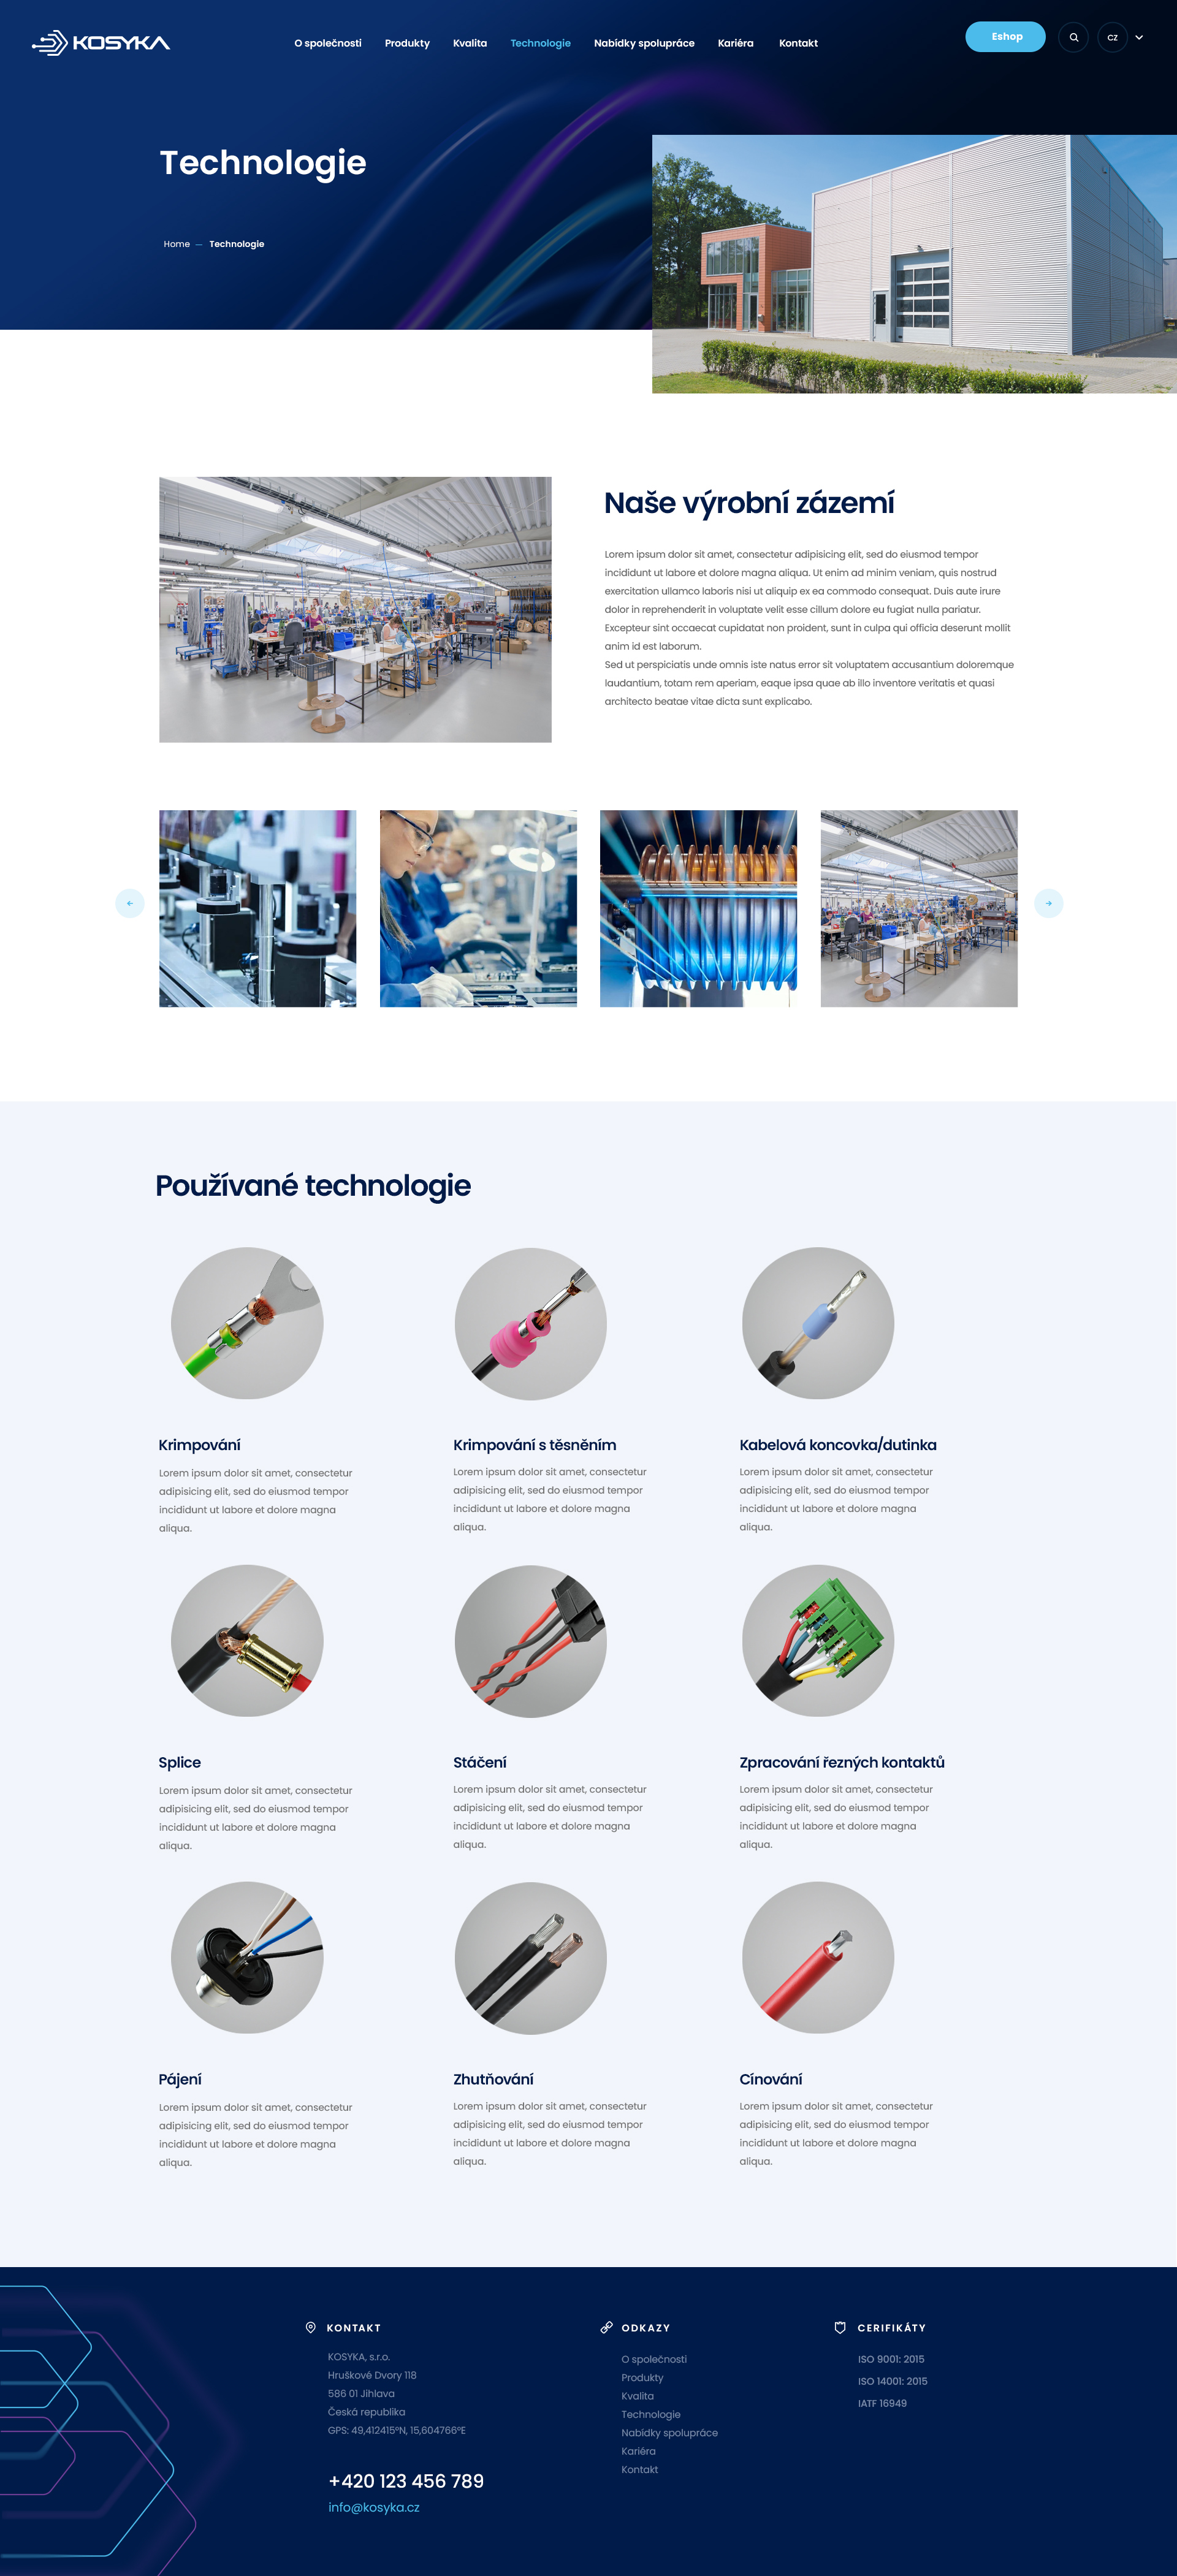 KOSYKA
O společnosti Produkty Kvalita Technologie Nabídky spolupráce Kariéra Kontakt
Eshop
CZ
Technologie
Home — Technologie
Naše výrobní zázemí
Lorem ipsum dolor sit amet, consectetur adipisicing elit, sed do eiusmod tempor
incididunt ut labore et dolore magna aliqua. Ut enim ad minim veniam, quis nostrud
exercitation ullamco laboris nisi ut aliquip ex ea commodo consequat. Duis aute irure
dolor in reprehenderit in voluptate velit esse cillum dolore eu fugiat nulla pariatur.
Excepteur sint occaecat cupidatat non proident, sunt in culpa qui officia deserunt mollit
anim id est laborum.
Sed ut perspiciatis unde omnis iste natus error sit voluptatem accusantium doloremque
laudantium, totam rem aperiam, eaque ipsa quae ab illo inventore veritatis et quasi
architecto beatae vitae dicta sunt explicabo.
Používané technologie
Krimpování
Lorem ipsum dolor sit amet, consectetur
adipisicing elit, sed do eiusmod tempor
incididunt ut labore et dolore magna
aliqua.
Krimpování s těsněním
Lorem ipsum dolor sit amet, consectetur
adipisicing elit, sed do eiusmod tempor
incididunt ut labore et dolore magna
aliqua.
Kabelová koncovka/dutinka
Lorem ipsum dolor sit amet, consectetur
adipisicing elit, sed do eiusmod tempor
incididunt ut labore et dolore magna
aliqua.
Splice
Lorem ipsum dolor sit amet, consectetur
adipisicing elit, sed do eiusmod tempor
incididunt ut labore et dolore magna
aliqua.
Stáčení
Lorem ipsum dolor sit amet, consectetur
adipisicing elit, sed do eiusmod tempor
incididunt ut labore et dolore magna
aliqua.
Zpracování řezných kontaktů
Lorem ipsum dolor sit amet, consectetur
adipisicing elit, sed do eiusmod tempor
incididunt ut labore et dolore magna
aliqua.
Pájení
Lorem ipsum dolor sit amet, consectetur
adipisicing elit, sed do eiusmod tempor
incididunt ut labore et dolore magna
aliqua.
Zhutňování
Lorem ipsum dolor sit amet, consectetur
adipisicing elit, sed do eiusmod tempor
incididunt ut labore et dolore magna
aliqua.
Cínování
Lorem ipsum dolor sit amet, consectetur
adipisicing elit, sed do eiusmod tempor
incididunt ut labore et dolore magna
aliqua.
KONTAKT
KOSYKA, s.r.o.
Hruškové Dvory 118
586 01 Jihlava
Česká republika
GPS: 49,412415°N, 15,604766°E
+420 123 456 789
info@kosyka.cz
ODKAZY
O společnosti
Produkty
Kvalita
Technologie
Nabídky spolupráce
Kariéra
Kontakt
CERIFIKÁTY
ISO 9001: 2015
ISO 14001: 2015
IATF 16949